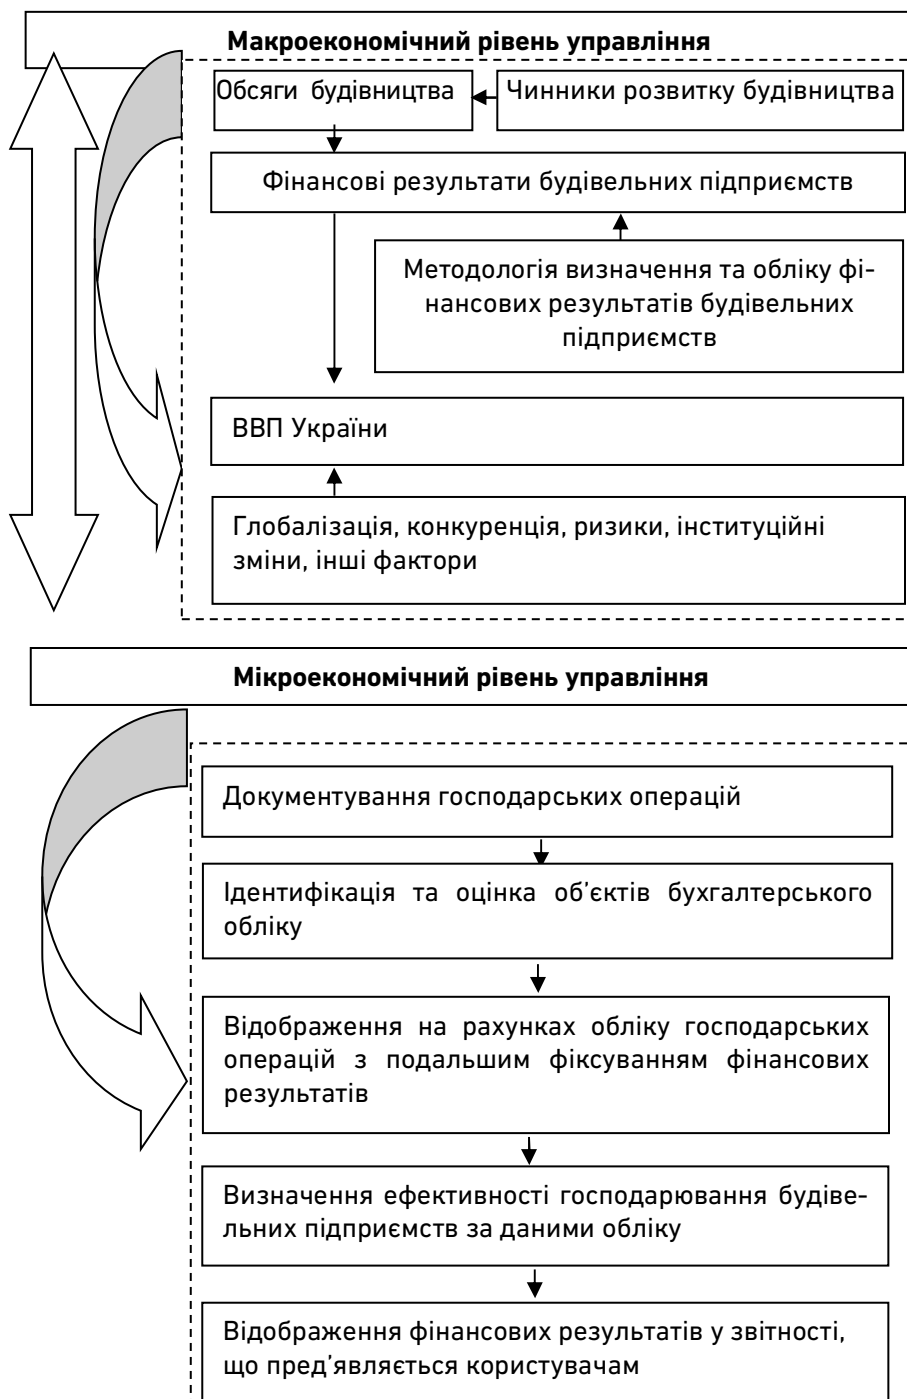 Макроекономічний рівень управління
Обсяги будівництва
Чинники розвитку будівництва
Фінансові результати будівельних підприємств
Методологія визначення та обліку фі-
нансових результатів будівельних
підприємств
ВВП України
Глобалізація, конкуренція, ризики, інституційні
зміни, інші фактори
Мікроекономічний рівень управління
Документування господарських операцій
Ідентифікація та оцінка об’єктів бухгалтерського
обліку
Відображення на рахунках обліку господарських
операцій з подальшим фіксуванням фінансових
результатів
Визначення ефективності господарювання будіве-
льних підприємств за даними обліку
Відображення фінансових результатів у звітності,
що пред’являється користувачам